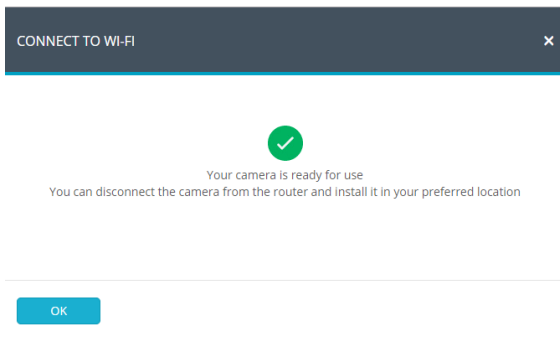 CONNECT TO WI-FI
Your camera is ready for use
You can disconnect the camera from the router and install it in your preferred location
OK